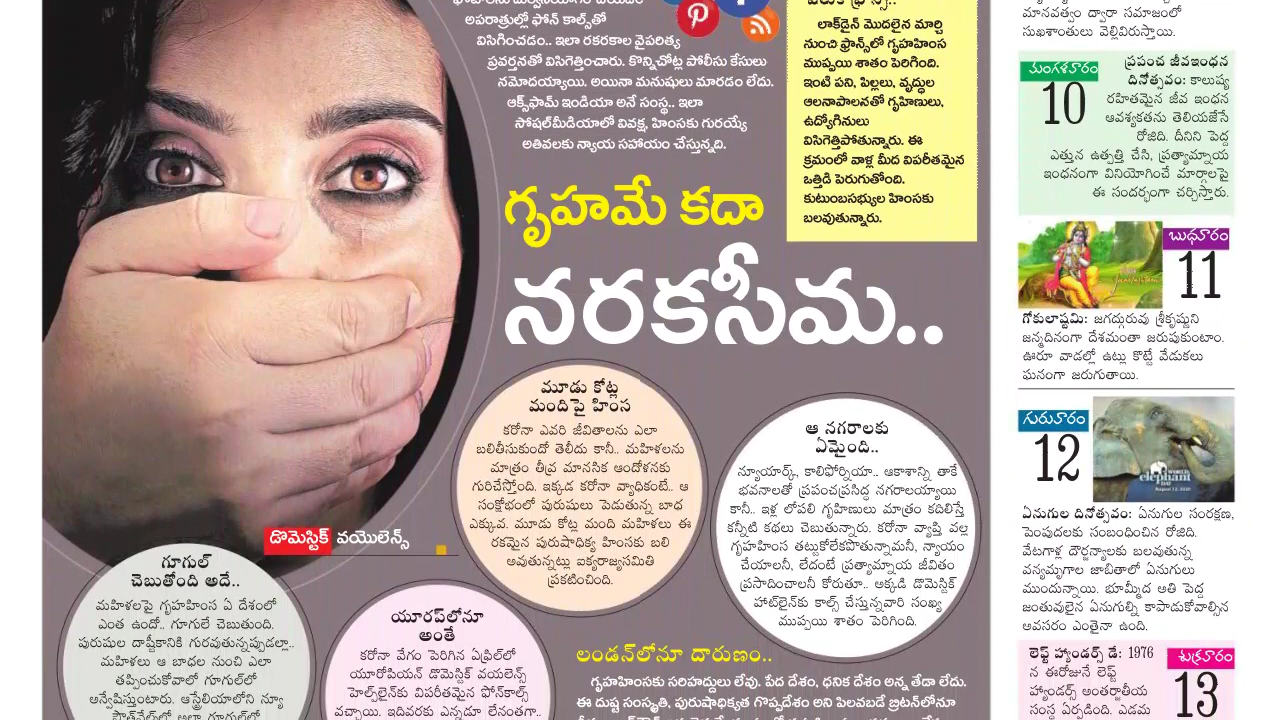 అపరాత్రుల్లో ఫోన్ కాల్స్‌తో
విసిగించడం.. ఇలా రకరకాల వైపరిత్య
ప్రవర్తనతో విసిగెత్తించారు. కొన్నిచోట్ల పోలీసు కేసులు
నమోదయ్యాయి. అయినా మనుషులు మారడం లేదు.
ఆక్స్‌ఫామ్ ఇండియా అనే సంస్థ.. ఇలా
సోషల్‌మీడియాలో వివక్ష, హింసకు గురయ్యే
అతివలకు న్యాయ సహాయం చేస్తున్నది.
లాక్‌డైన్ మొదలైన మార్చి
నుంచి ఫ్రాన్స్‌లో గృహహింస
ముప్పయి శాతం పెరిగింది.
ఇంటి పని, పిల్లలు, వృద్ధుల
ఆలనాపాలనతో గృహిణులు,
ఉద్యోగినులు
విసిగెత్తిపోతున్నారు. ఈ
క్రమంలో వాళ్ల మీద విపరీతమైన
ఒత్తిడి పెరుగుతోంది.
కుటుంబసభ్యుల హింసకు
బలవుతున్నారు.
గృహమే కదా
నరకసీమ..
డొమెస్టిక్ వయొలెన్స్
మూడు కోట్ల
మందిపై హింస
కరోనా ఎవరి జీవితాలను ఎలా
బలితీసుకుందో తెలీదు కానీ.. మహిళలను
మాత్రం తీవ్ర మానసిక ఆందోళనకు
గురిచేస్తోంది. ఇక్కడ కరోనా వ్యాధికంటే.. ఆ
సంక్షోభంలో పురుషులు పెడుతున్న బాధ
ఎక్కువ. మూడు కోట్ల మంది మహిళలు ఈ
రకమైన పురుషాధిక్య హింసకు బలి
అవుతున్నట్లు ఐక్యరాజ్యసమితి
ప్రకటించింది.
ఆ నగరాలకు
ఏమైంది..
న్యూయార్క్, కాలిఫోర్నియా.. ఆకాశాన్ని తాకే
భవనాలతో ప్రపంచప్రసిద్ధ నగరాలయ్యాయి
కానీ.. ఇళ్ల లోపలి గృహిణులు మాత్రం కదిలిస్తే
కన్నీటి కథలు చెబుతున్నారు. కరోనా వ్యాప్తి వల్ల
గృహహింస తట్టుకోలేకపొతున్నామనీ, న్యాయం
చేయాలనీ, లేదంటే ప్రత్యామ్నాయ జీవితం
ప్రసాదించాలనీ కోరుతూ.. అక్కడి డొమెస్టిక్
హాట్‌లైన్‌కు కాల్స్ చేస్తున్నవారి సంఖ్య
ముప్పయి శాతం పెరిగింది.
గూగుల్
చెబుతోంది అదే..
మహిళలపై గృహహింస ఏ దేశంలో
ఎంత ఉందో.. గూగులే చెబుతుంది.
పురుషుల దాష్టీకానికి గురవుతున్నప్పుడల్లా..
మహిళలు ఆ బాధల నుంచి ఎలా
తప్పించుకోవాలో గూగుల్‌లో
అన్వేషిస్తుంటారు. ఆస్ట్రేలియాలోని న్యూ
యూరప్‌లోనూ
అంతే
కరోనా వేగం పెరిగిన ఏప్రిల్‌లో
యూరోపియన్ డొమెస్టిక్ వయలెన్స్
హెల్ప్‌లైన్‌కు విపరీతమైన ఫోన్‌కాల్స్
వచ్చాయి. ఇదివరకు ఎన్నడూ లేనంతగా..
లండన్‌లోనూ దారుణం..
గృహహింసకు సరిహద్దులు లేవు. పేద దేశం, ధనిక దేశం అన్న తేడా లేదు.
ఈ దుష్ట సంస్కృతి, పురుషాధిక్యత గొప్పదేశం అని పిలవబడే బ్రిటన్‌లోనూ
మానవత్వం ద్వారా సమాజంలో
సుఖశాంతులు వెల్లివిరుస్తాయి.
మంగళవారం
10
ప్రపంచ జీవఇంధన
దినోత్సవం: కాలుష్య
రహితమైన జీవ ఇంధన
ఆవశ్యకతను తెలియజేసే
రోజిది. దీనిని పెద్ద
ఎత్తున ఉత్పత్తి చేసి, ప్రత్యామ్నాయ
ఇంధనంగా వినియోగించే మార్గాలపై
ఈ సందర్భంగా చర్చిస్తారు.
బుధవారం
11
గోకులాష్టమి: జగద్గురువు శ్రీకృష్ణుని
జన్మదినంగా దేశమంతా జరుపుకుంటాం.
ఊరూ వాడల్లో ఉట్లు కొట్టే వేడుకలు
ఘనంగా జరుగుతాయి.
గురువారం
12
WORLD
elephant
DAY
August 12, 2020
ఏనుగుల దినోత్సవం: ఏనుగుల సంరక్షణ,
పెంపుదలకు సంబంధించిన రోజిది.
వేటగాళ్ల దౌర్జన్యాలకు బలవుతున్న
వన్యమృగాల జాబితాలో ఏనుగులు
ముందున్నాయి. భూమ్మీద అతి పెద్ద
జంతువులైన ఏనుగుల్ని కాపాడుకోవాల్సిన
అవసరం ఎంతైనా ఉంది.
లెఫ్ట్ హ్యాండర్స్ డే: 1976
న ఈరోజునే లెఫ్ట్
హ్యాండర్స్ అంతర్జాతీయ
సంస్థ ఏర్పడింది. ఎడమ
శుక్రవారం
13